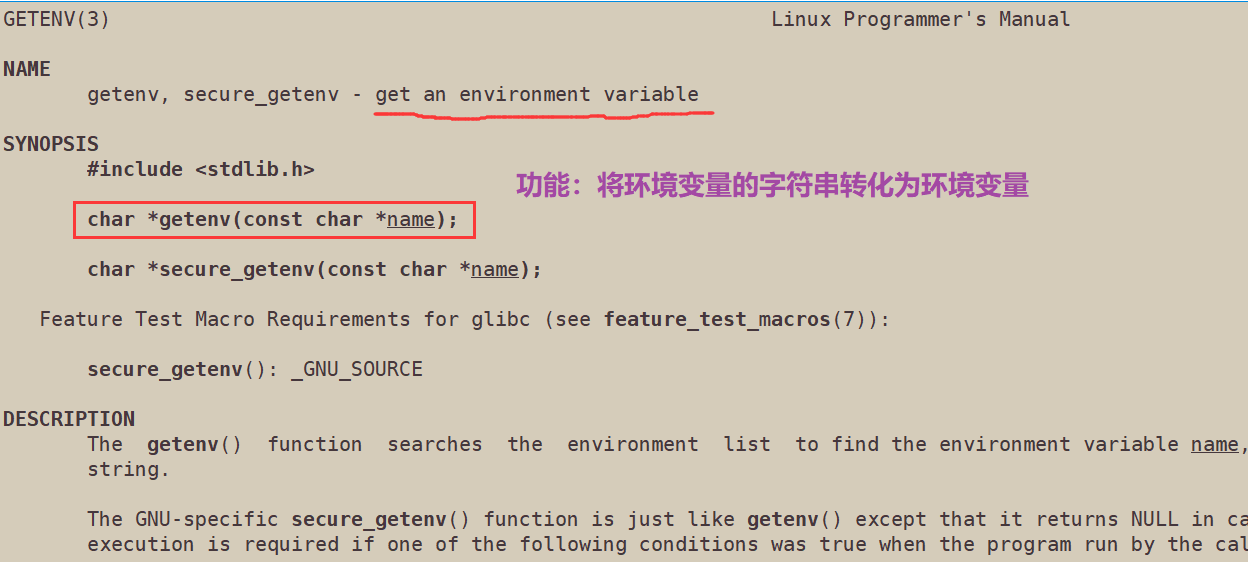 GETENV(3) Linux Programmer's Manual
NAME
getenv, secure_getenv - get an environment variable
SYNOPSIS
#include <stdlib.h>
功能：将环境变量的字符串转化为环境变量
char *getenv(const char *name);
char *secure_getenv(const char *name);
Feature Test Macro Requirements for glibc (see feature_test_macros(7)):
secure_getenv(): _GNU_SOURCE
DESCRIPTION
The getenv() function searches the environment list to find the environment variable name,
string.
The GNU-specific secure_getenv() function is just like getenv() except that it returns NULL in ca
execution is required if one of the following conditions was true when the program run by the cal